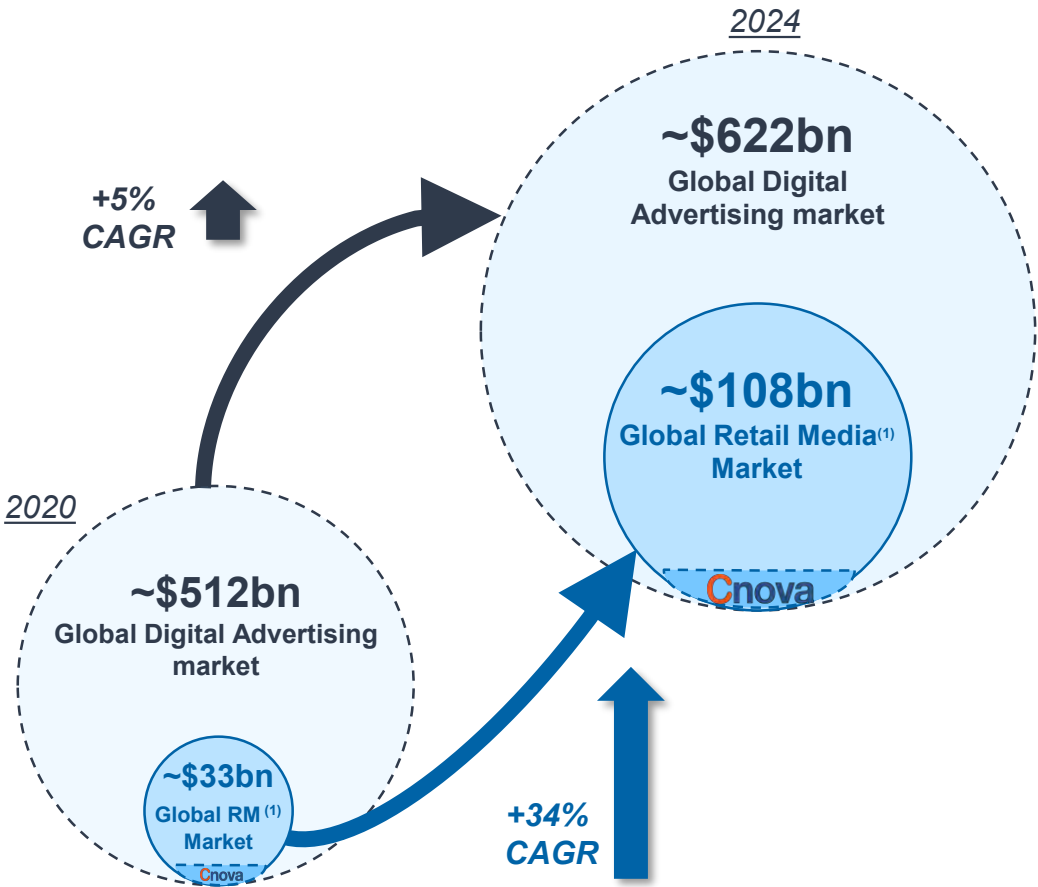 2024
~$622bn
Global Digital
Advertising market
+5%
CAGR
~$108bn
Global Retail Media(1)
Market
Cnova
2020
~$512bn
Global Digital Advertising
market
~$33bn
Global RM (1)
Market
Cnova
+34%
CAGR